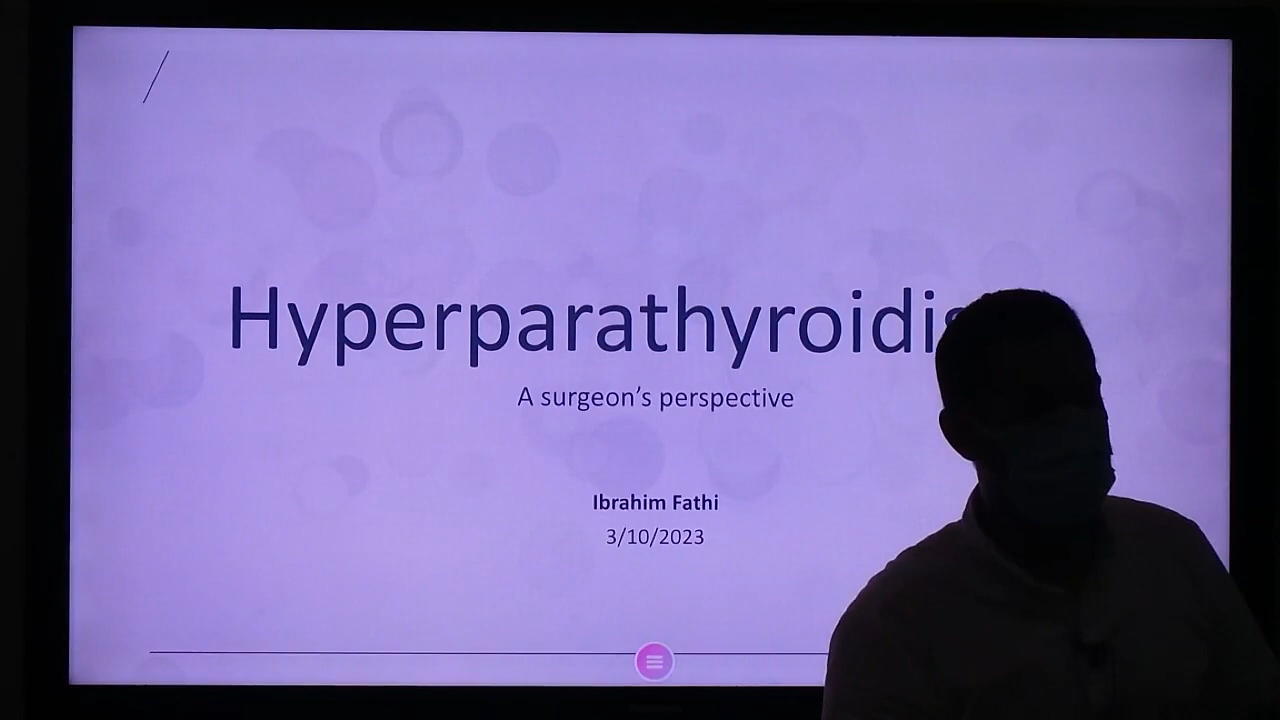 Hyperparathyroidis
A surgeon's perspective
Ibrahim Fathi
3/10/2023